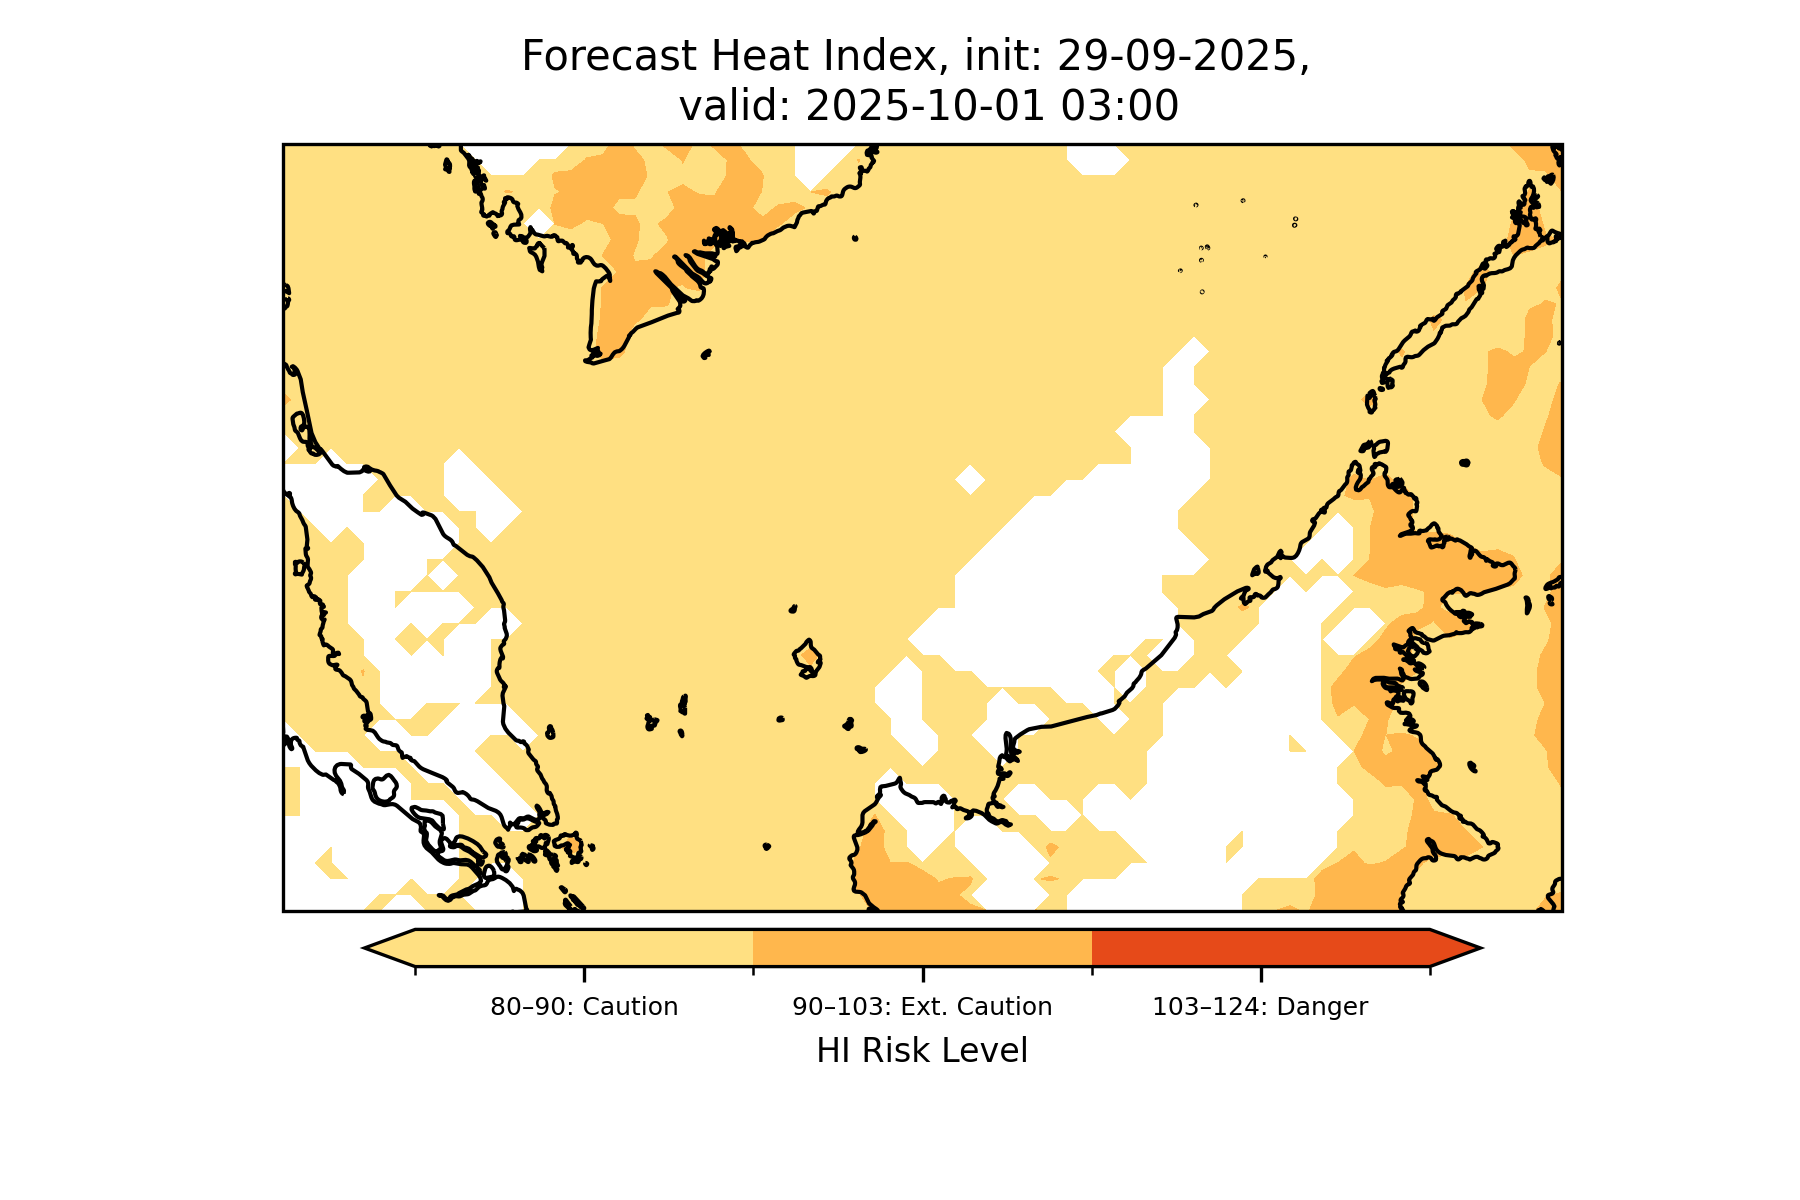 Forecast Heat Index, init: 29-09-2025,
valid: 2025-10-01 03:00
80–90: Caution
90–103: Ext. Caution
103–124: Danger
HI Risk Level